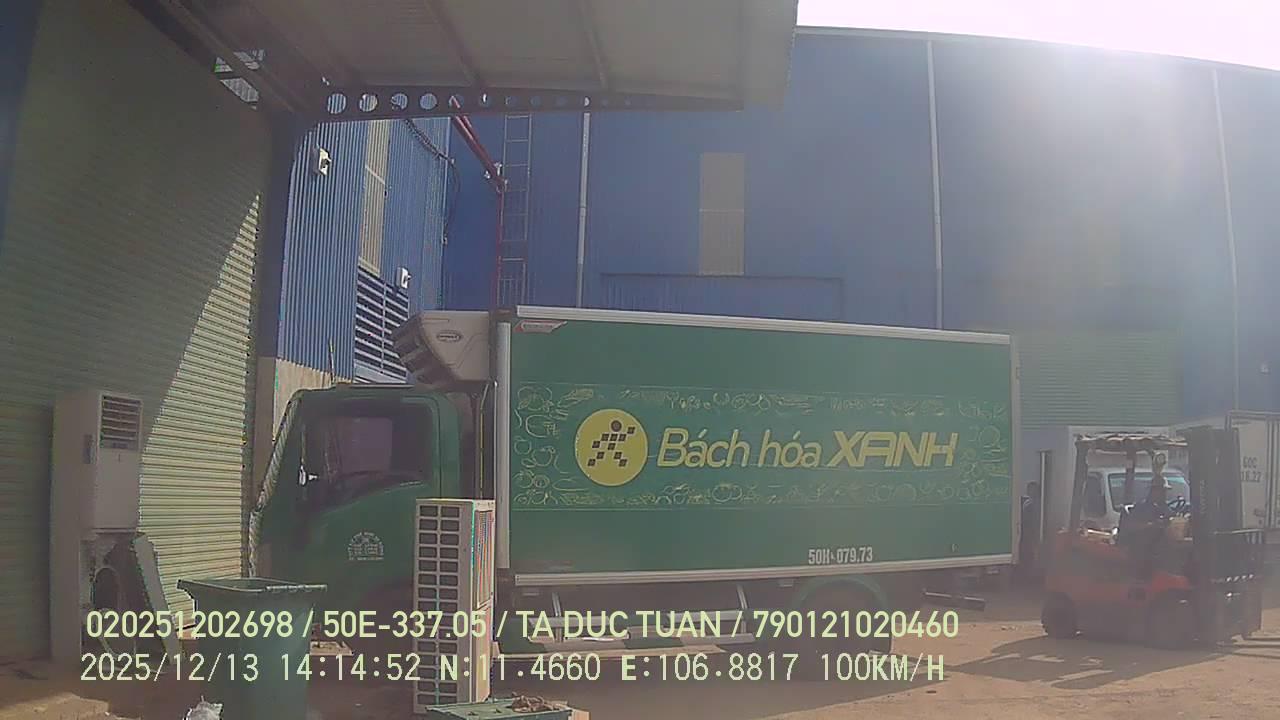 Bách hóa XANH
50H-079.73
60C
020251202698 / 50E-337.05 / TA DUC TUAN / 790121020460
2025/12/13 14:14:52 N:11.4660 E:106.8817 100KM/H